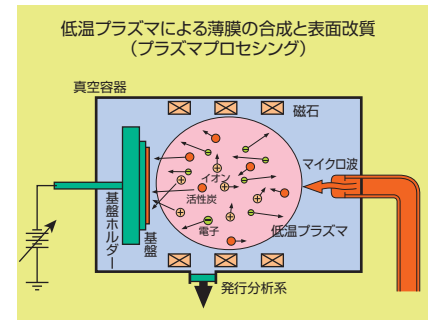 低温プラズマによる薄膜の合成と表面改質
（プラズマプロセシング）
真空容器
磁石
マイクロ波
イオン
活性炭
電子
低温プラズマ
基盤ホルダー
基盤
発行分析系